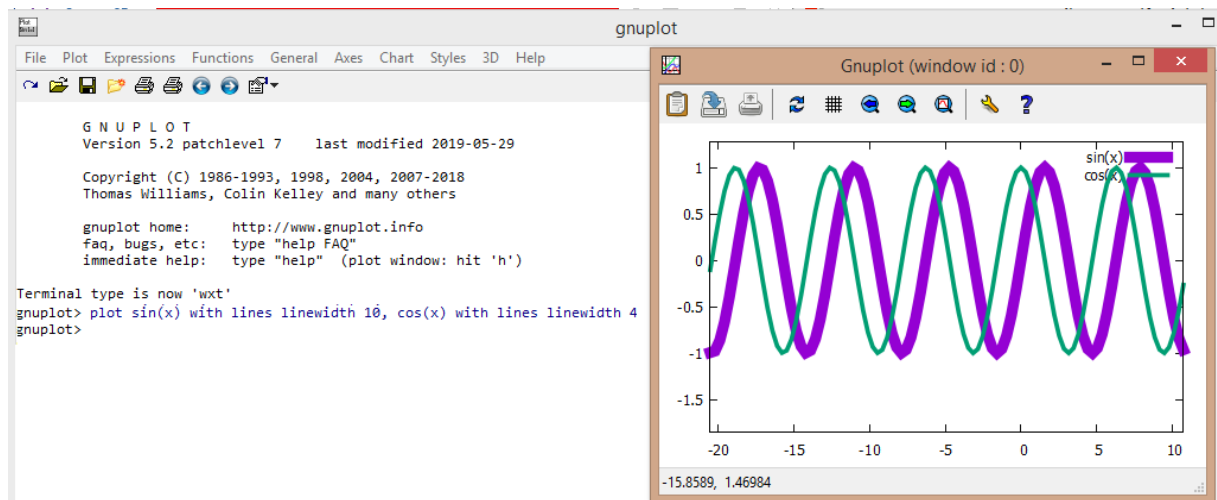 gnuplot
File Plot Expressions Functions General Axes Chart Styles 3D Help
G N U P L O T
Version 5.2 patchlevel 7 last modified 2019-05-29
Copyright (C) 1986-1993, 1998, 2004, 2007-2018
Thomas Williams, Colin Kelley and many others
gnuplot home: http://www.gnuplot.info
faq, bugs, etc: type "help FAQ"
immediate help: type "help" (plot window: hit 'h')
Terminal type is now 'wxt'
gnuplot> plot sin(x) with lines linewidth 10, cos(x) with lines linewidth 4
gnuplot>
Gnuplot (window id : 0)
sin(x)
cos(x)
1
0.5
0
-0.5
-1
-1.5
-20 -15 -10 -5 0 5 10
-15.8589, 1.46984